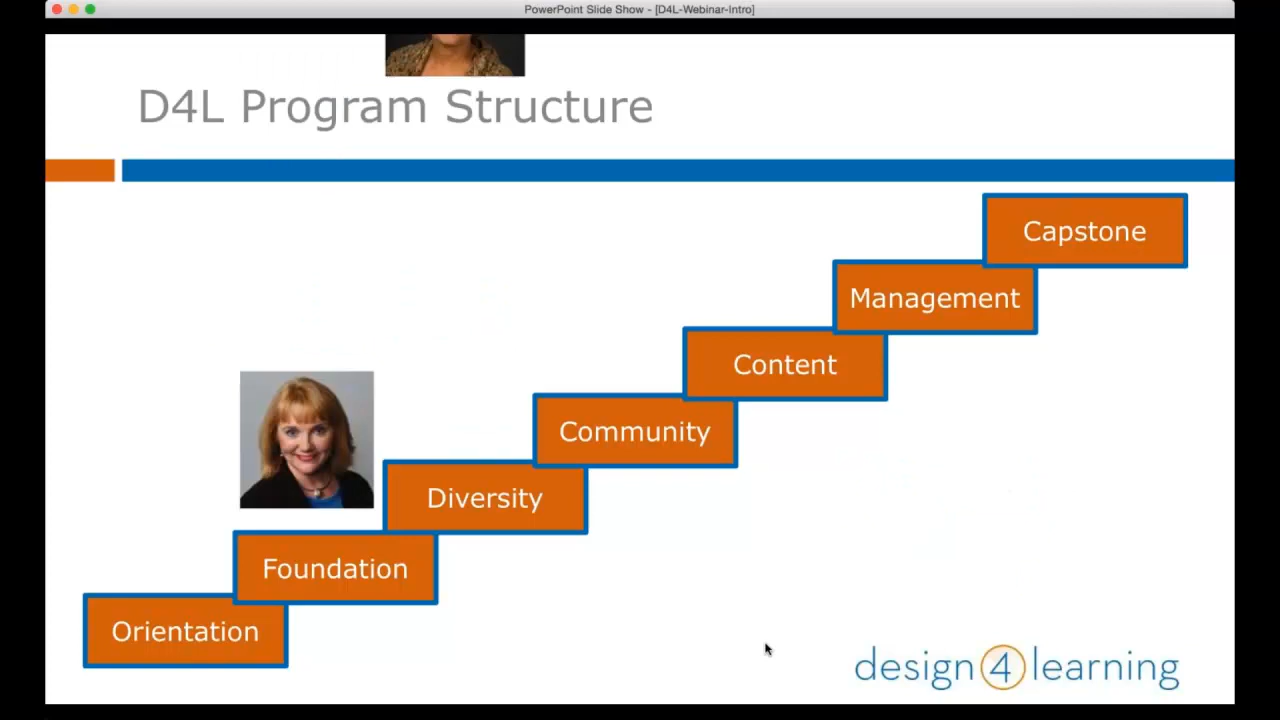 PowerPoint Slide Show - [D4L-Webinar-Intro]
D4L Program Structure
Capstone
Management
Content
Community
Diversity
Foundation
Orientation
design 4 learning